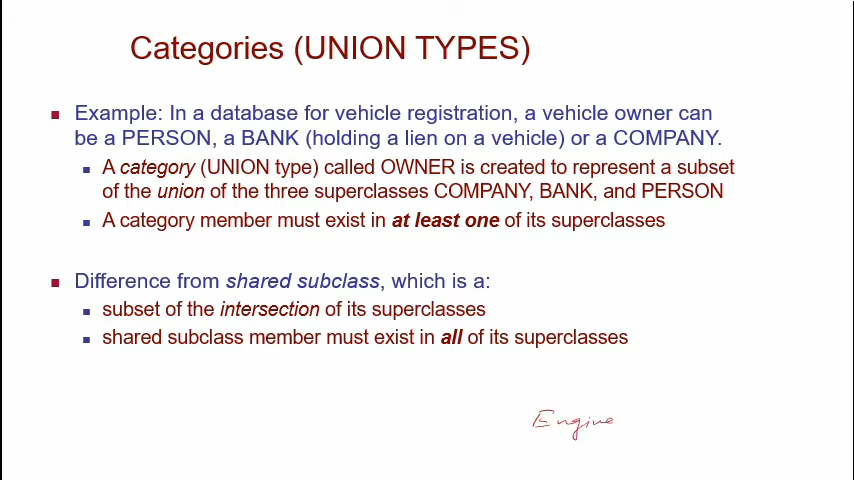 Categories (UNION TYPES)
Example: In a database for vehicle registration, a vehicle owner can
be a PERSON, a BANK (holding a lien on a vehicle) or a COMPANY.
A category (UNION type) called OWNER is created to represent a subset
of the union of the three superclasses COMPANY, BANK, and PERSON
A category member must exist in at least one of its superclasses
Difference from shared subclass, which is a:
subset of the intersection of its superclasses
shared subclass member must exist in all of its superclasses
Engine